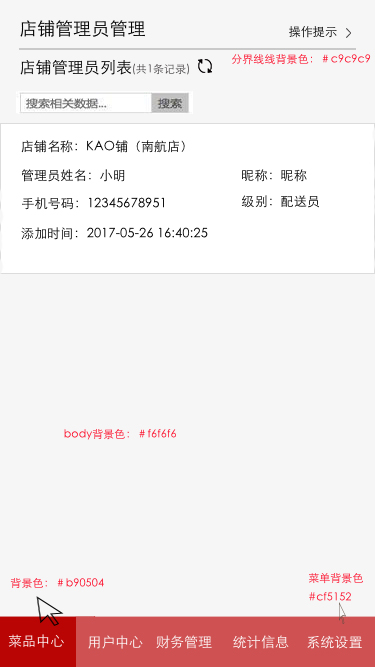 店铺管理员管理
操作提示
店铺管理员列表(共1条记录)
分界线线背景色：#c9c9c9
搜索相关数据... 搜索
店铺名称：KAO铺（南航店）
管理员姓名：小明 昵称：昵称
手机号码：12345678951 级别：配送员
添加时间：2017-05-26 16:40:25
body背景色：#f6f6f6
背景色：#b90504
菜单背景色
#cf5152
菜品中心 用户中心 财务管理 统计信息 系统设置